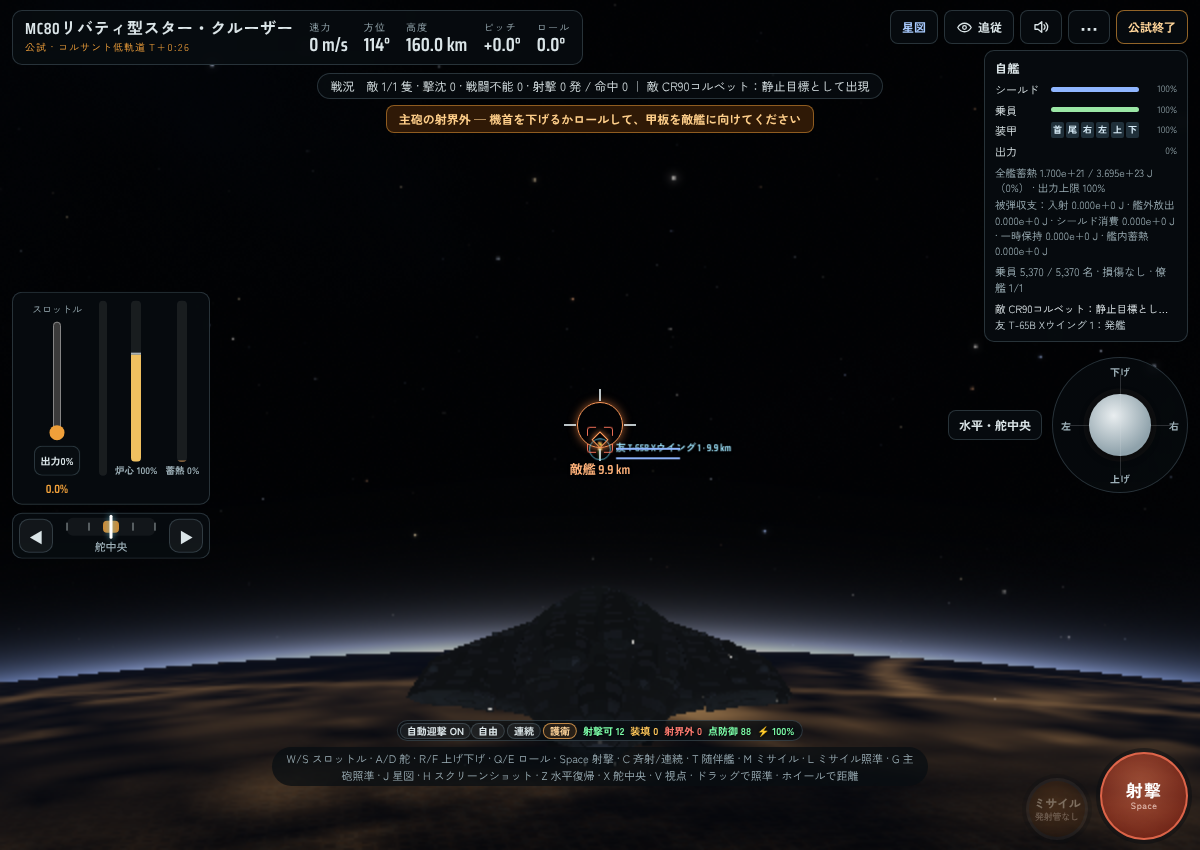 MC80リバティ型スター・クルーザー
公試・コルサント低軌道 T＋0:26
速力 方位 高度 ピッチ ロール
0 m/s 114° 160.0 km +0.0° 0.0°
星図 追従 … 公試終了
戦況 敵 1/1 隻・撃沈 0・戦闘不能 0・射撃 0 発 / 命中 0 ｜ 敵 CR90コルベット：静止目標として出現
主砲の射界外 ― 機首を下げるかロールして、甲板を敵艦に向けてください
自艦
シールド 100%
乗員 100%
装甲 首 尾 右 左 上 下 100%
出力 0%
全艦蓄熱 1.700e＋21 / 3.695e＋23 J
（0%）・出力上限 100%
被弾収支：入射 0.000e＋0 J・艦外放出
0.000e＋0 J・シールド消費 0.000e＋0 J
・一時保持 0.000e＋0 J・艦内蓄熱
0.000e＋0 J
乗員 5,370 / 5,370 名・損傷なし・僚
艦 1/1
敵 CR90コルベット：静止目標とし…
友 T-65B Xウイング 1：発艦
スロットル
出力0%
0.0%
炉心 100% 蓄熱 0%
◀ 舵中央 ▶
友 T-65B Xウイング 1・9.9 km
敵艦 9.9 km
水平・舵中央
下げ
左 右
上げ
自動迎撃 ON 自由 連続 護衛 射撃可 12 装填 0 射界外 0 点防御 88 ⚡ 100%
W/S スロットル・A/D 舵・R/F 上げ下げ・Q/E ロール・Space 射撃・C 斉射/連続・T 随伴艦・M ミサイル・L ミサイル照準・G 主
砲照準・J 星図・H スクリーンショット・Z 水平復帰・X 舵中央・V 視点・ドラッグで照準・ホイールで距離
ミサイル
発射管なし
射撃
Space